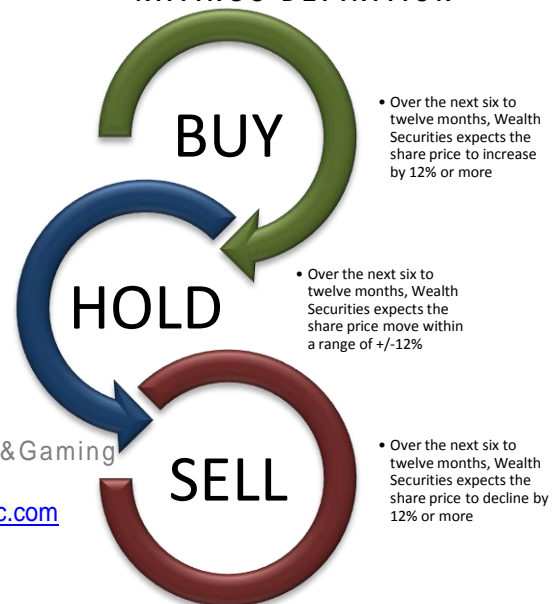 BUY
• Over the next six to
twelve months, Wealth
Securities expects the
share price to increase
by 12% or more
HOLD
• Over the next six to
twelve months, Wealth
Securities expects the
share price move within
a range of +/-12%
&Gaming
SELL
c.com
• Over the next six to
twelve months, Wealth
Securities expects the
share price to decline by
12% or more